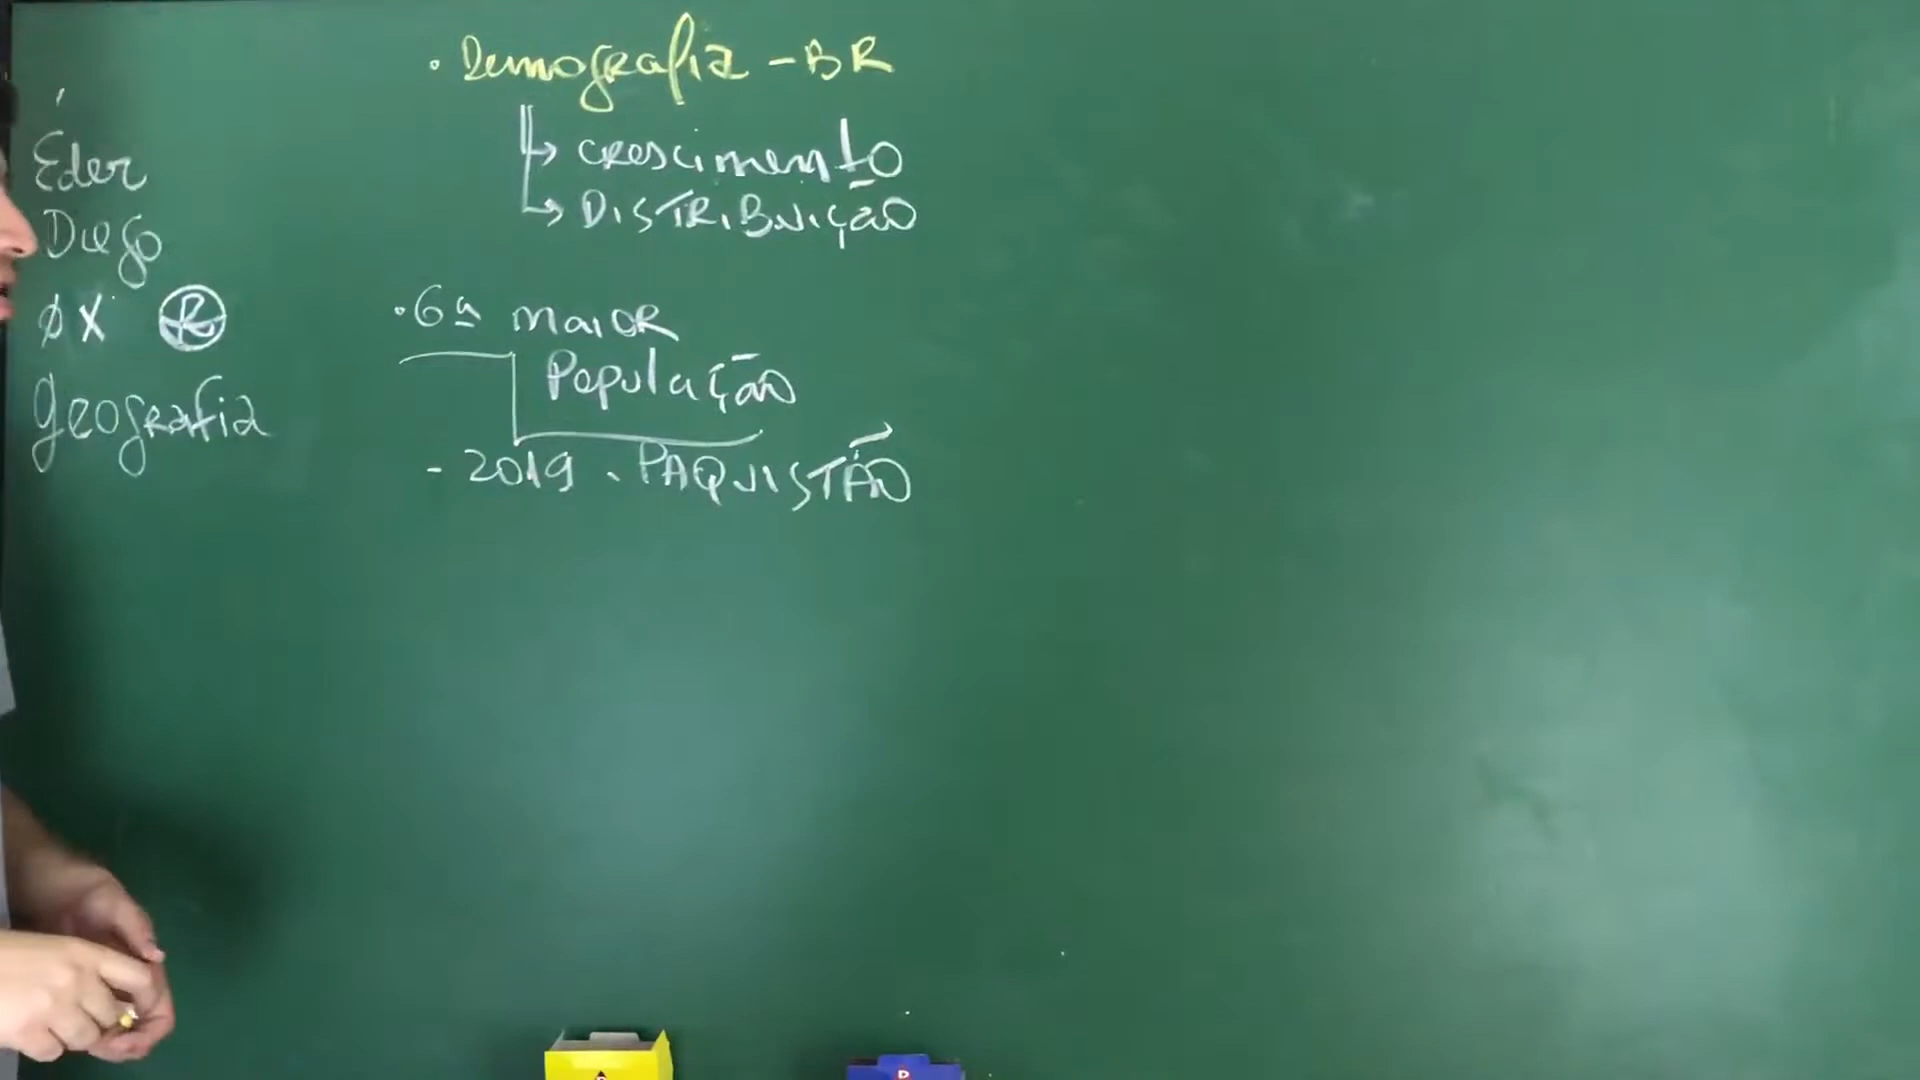 Éder
Diego
ØX R
Geografia
• Demografia - BR
↳ CRESCIMENTO
↳ DISTRIBUIÇÃO
• 6ª MAIOR
POPULAÇÃO
- 2019 . PAQUISTÃO